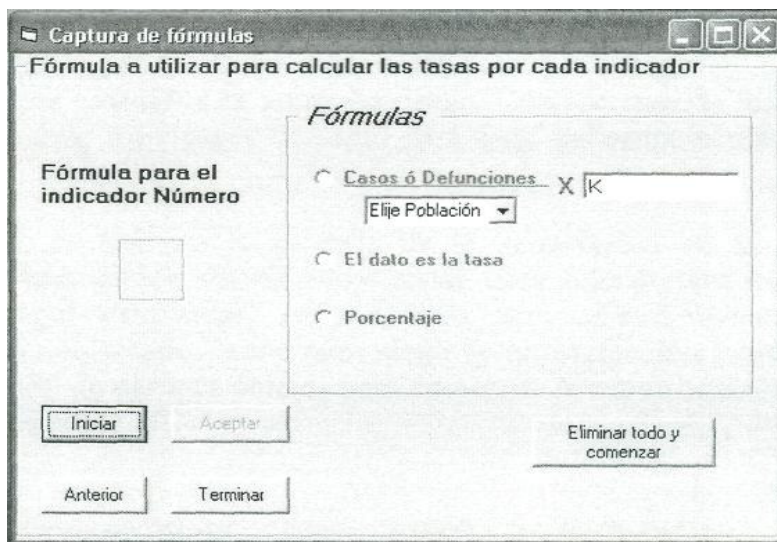 Captura de fórmulas
Fórmula a utilizar para calcular las tasas por cada indicador
Fórmulas
Fórmula para el
indicador Número
Casos ó Defunciones X K
Elije Población
El dato es la tasa
Porcentaje
Iniciar Aceptar
Eliminar todo y
comenzar
Anterior Terminar